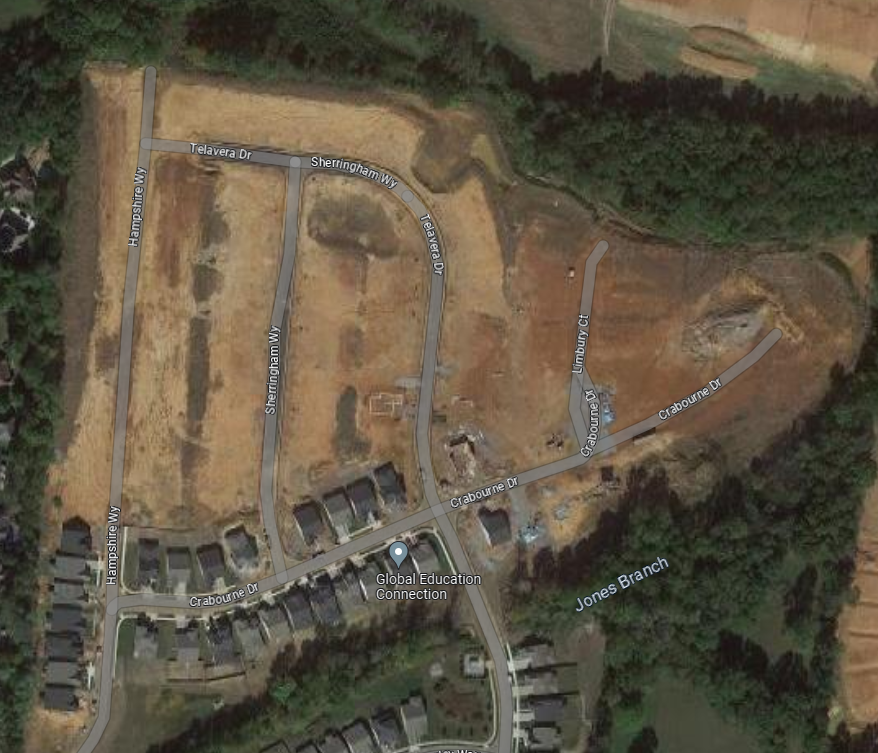 Telavera Dr
Sherringham Wy
Hampshire Wy
Telavera Dr
Limbury Ct
Sherringham Wy
Crabourne Dr
Crabourne Dr
Crabourne Dr
Hampshire Wy
Global Education
Connection
Jones Branch
Crabourne Dr